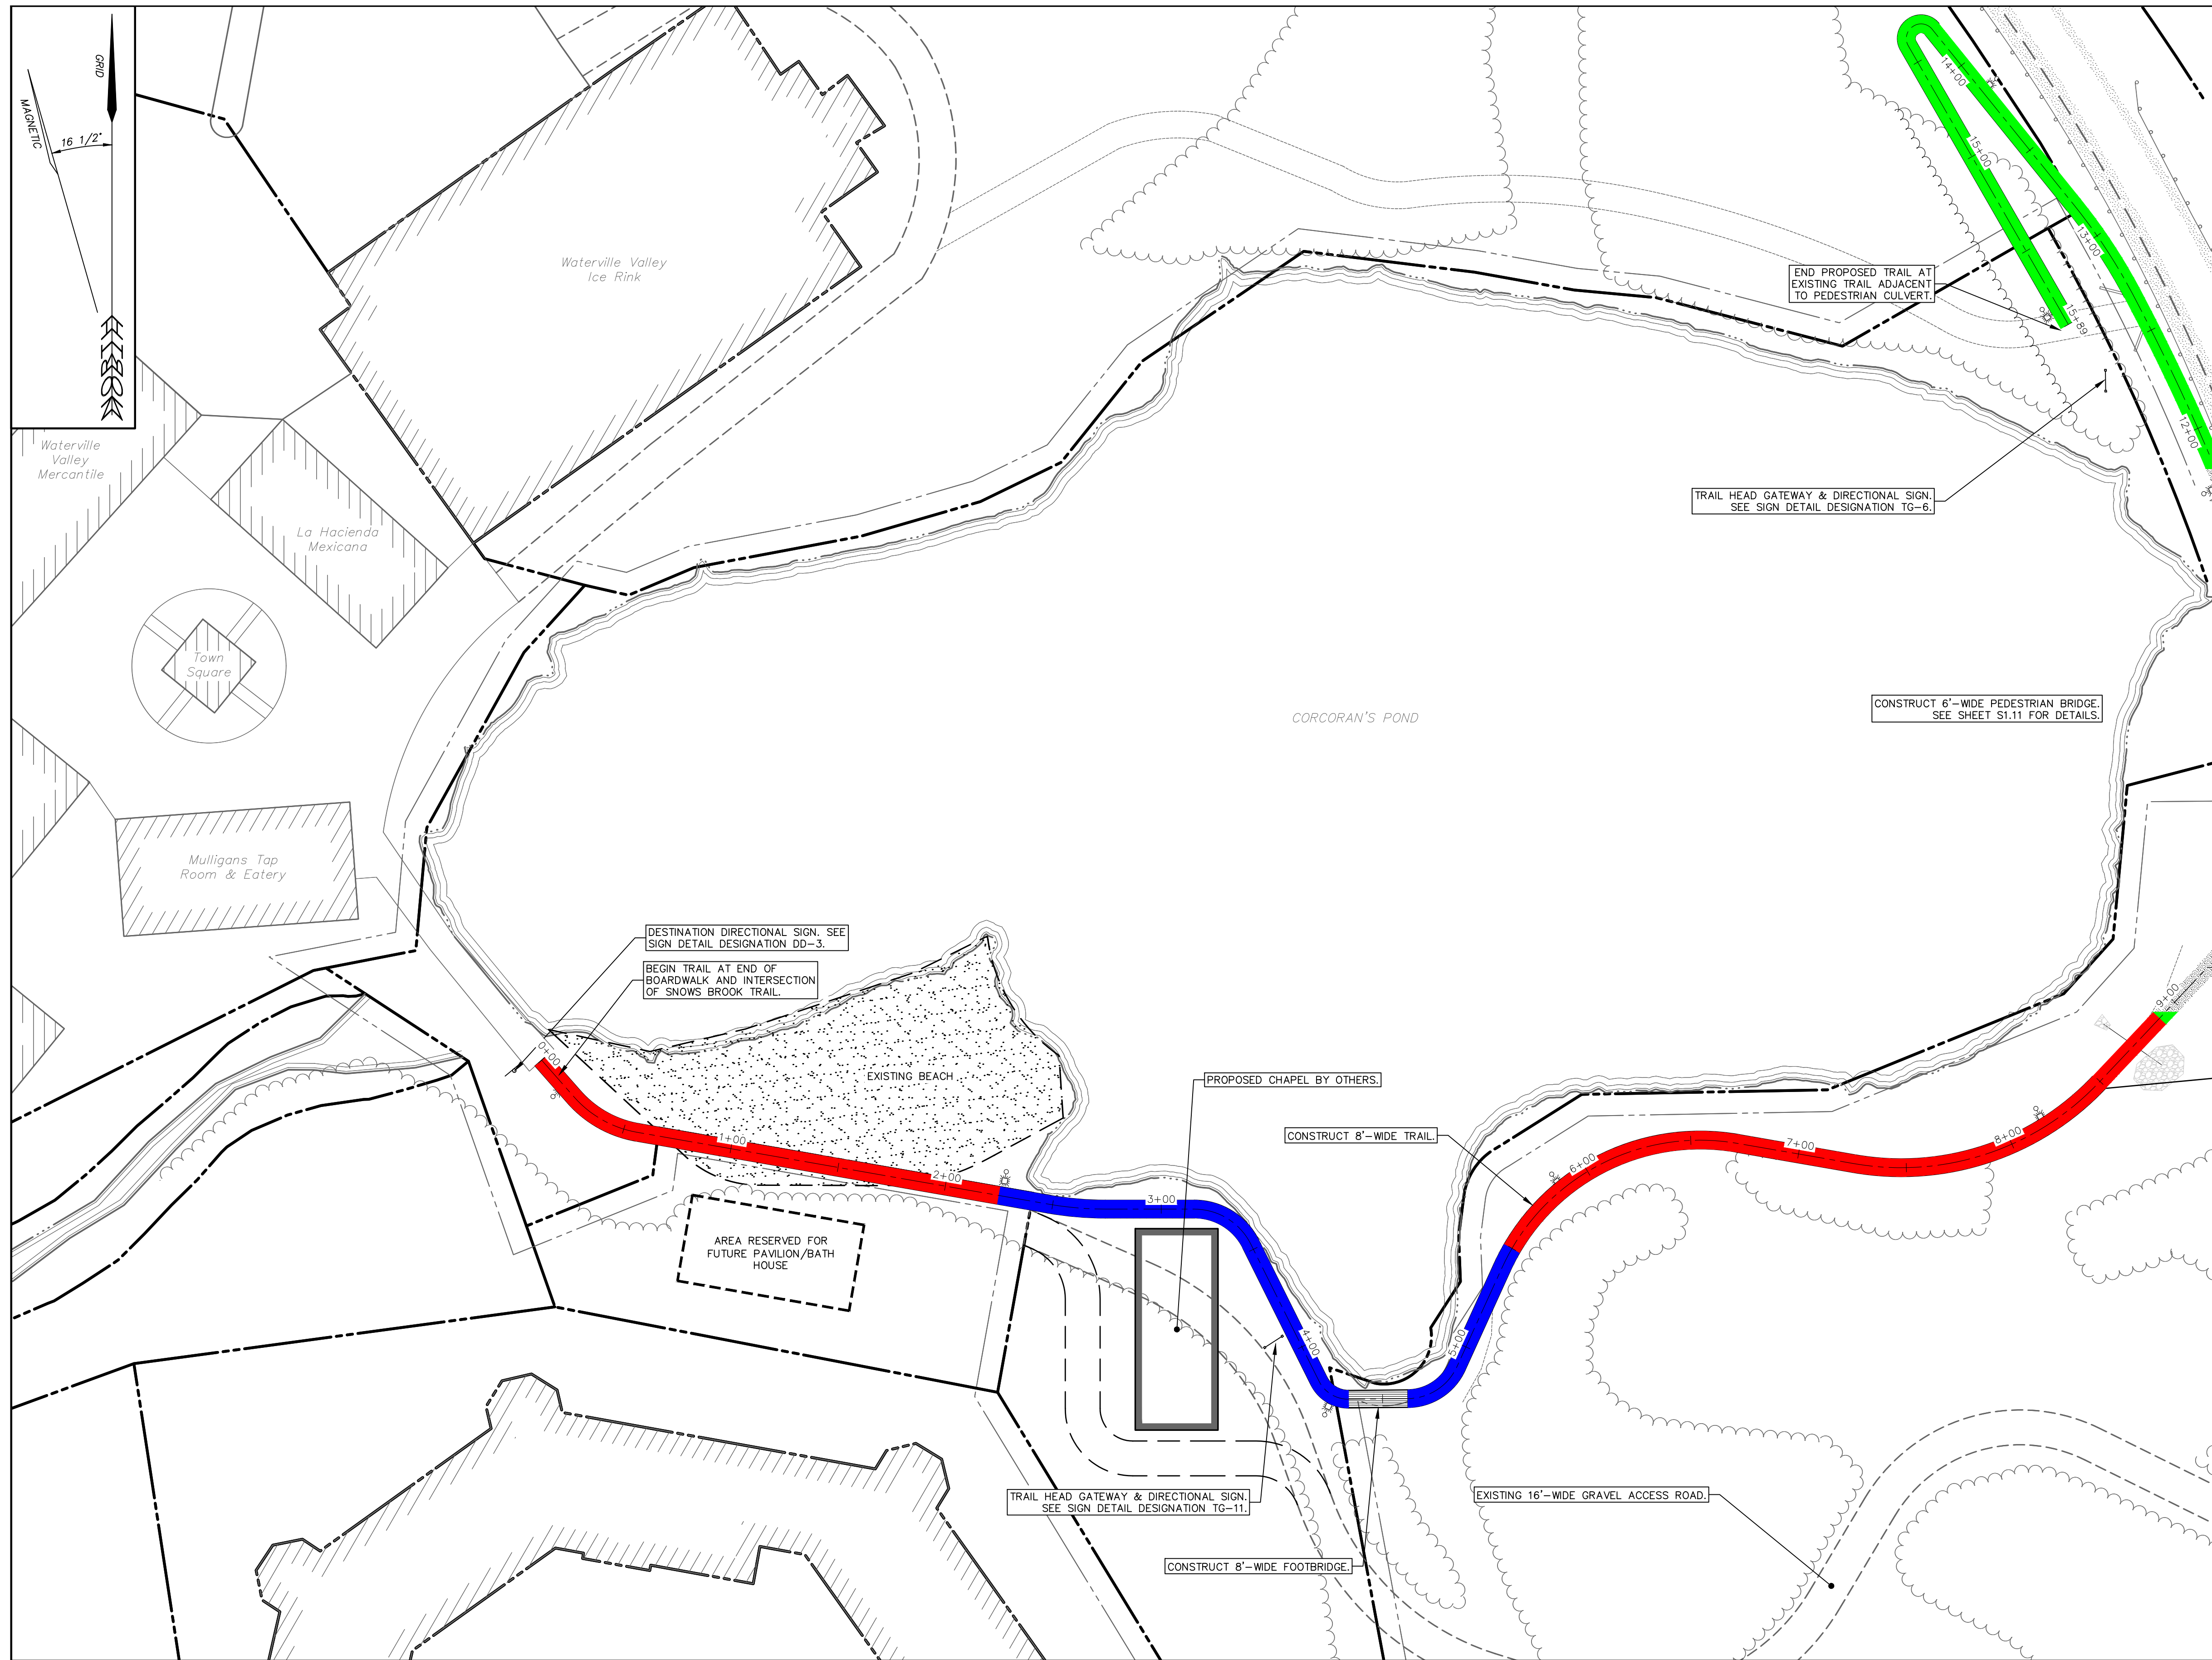 GRID
MAGNETIC
16 1/2°
Waterville Valley
Ice Rink
Waterville
Valley
Mercantile
La Hacienda
Mexicana
Town
Square
Mulligans Tap
Room & Eatery
14+00
15+00
13+00
END PROPOSED TRAIL AT
EXISTING TRAIL ADJACENT
TO PEDESTRIAN CULVERT.
15+89
12+00
TRAIL HEAD GATEWAY & DIRECTIONAL SIGN.
SEE SIGN DETAIL DESIGNATION TG-6.
CONSTRUCT 6'-WIDE PEDESTRIAN BRIDGE.
SEE SHEET S1.11 FOR DETAILS.
CORCORAN'S POND
DESTINATION DIRECTIONAL SIGN. SEE
SIGN DETAIL DESIGNATION DD-3.
BEGIN TRAIL AT END OF
BOARDWALK AND INTERSECTION
OF SNOWS BROOK TRAIL.
0+00
EXISTING BEACH
1+00
2+00
3+00
4+00
5+00
6+00
7+00
8+00
9+00
PROPOSED CHAPEL BY OTHERS.
CONSTRUCT 8'-WIDE TRAIL.
AREA RESERVED FOR
FUTURE PAVILION/BATH
HOUSE
TRAIL HEAD GATEWAY & DIRECTIONAL SIGN.
SEE SIGN DETAIL DESIGNATION TG-11.
EXISTING 16'-WIDE GRAVEL ACCESS ROAD.
CONSTRUCT 8'-WIDE FOOTBRIDGE.